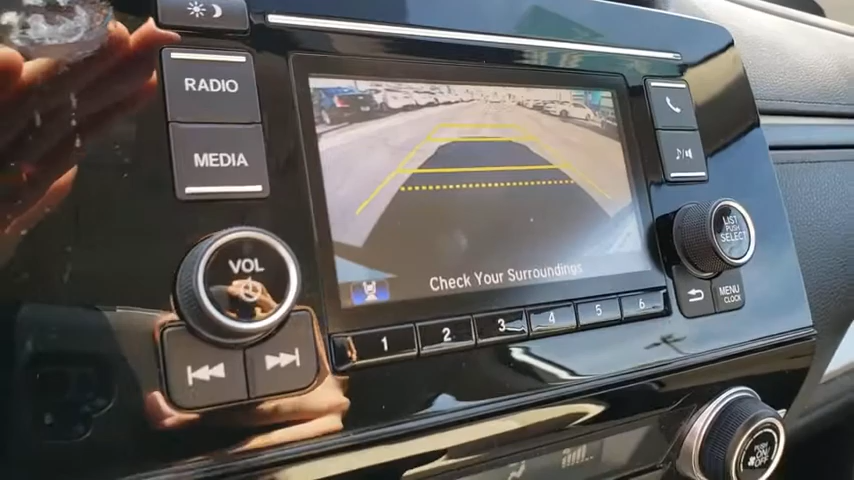 RADIO
MEDIA
VOL
Check Your Surroundings
1 2 3 4 5 6
LIST
PUSH
SELECT
MENU
CLOCK
PUSH
ON/
OFF